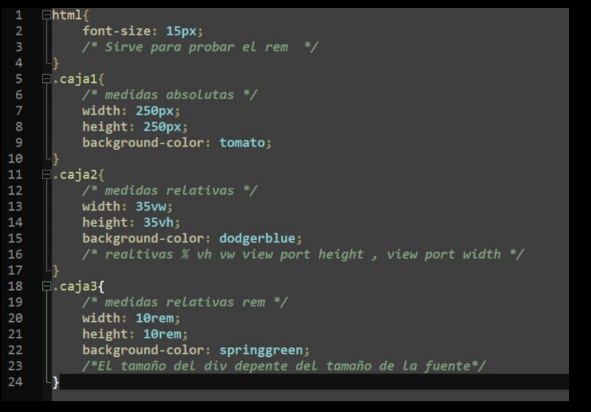 1 html{
2 font-size: 15px;
3 /* Sirve para probar el rem  */
4 }
5 .caja1{
6 /* medidas absolutas */
7 width: 250px;
8 height: 250px;
9 background-color: tomato;
10 }
11 .caja2{
12 /* medidas relativas */
13 width: 35vw;
14 height: 35vh;
15 background-color: dodgerblue;
16 /* realtivas % vh vw view port height , view port width */
17 }
18 .caja3{
19 /* medidas relativas rem */
20 width: 10rem;
21 height: 10rem;
22 background-color: springgreen;
23 /*El tamaño del div depente del tamaño de la fuente*/
24 }